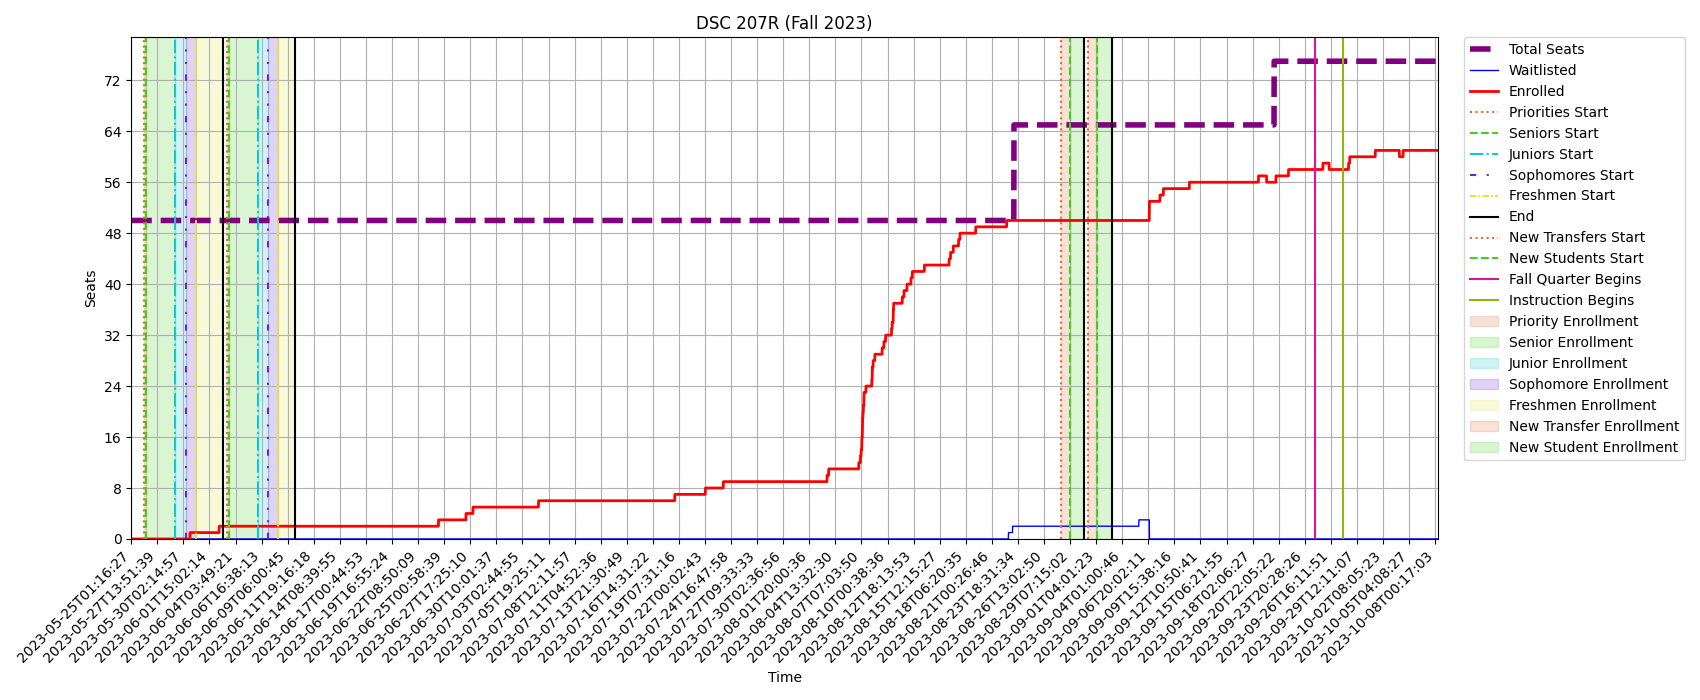 DSC 207R (Fall 2023)
Seats
72
64
56
48
40
32
24
16
8
0
2023-05-25T01:16:27
2023-05-27T13:51:39
2023-05-30T02:14:57
2023-06-01T15:02:14
2023-06-04T03:49:21
2023-06-06T16:38:13
2023-06-09T06:00:45
2023-06-11T19:16:18
2023-06-14T08:39:55
2023-06-17T00:44:53
2023-06-19T16:55:24
2023-06-22T08:50:09
2023-06-25T00:58:39
2023-06-27T17:25:10
2023-06-30T10:01:37
2023-07-03T02:44:55
2023-07-05T19:25:11
2023-07-08T12:11:57
2023-07-11T04:52:36
2023-07-13T21:30:49
2023-07-16T14:31:22
2023-07-19T07:31:16
2023-07-22T00:02:43
2023-07-24T16:47:58
2023-07-27T09:33:33
2023-07-30T02:36:56
2023-08-01T20:00:36
2023-08-04T13:32:30
2023-08-07T07:03:50
2023-08-10T00:38:36
2023-08-12T18:13:53
2023-08-15T12:15:27
2023-08-18T06:20:35
2023-08-21T00:26:46
2023-08-23T18:31:34
2023-08-26T13:02:50
2023-08-29T07:15:02
2023-09-01T04:01:23
2023-09-04T01:00:46
2023-09-06T20:02:11
2023-09-09T15:38:16
2023-09-12T10:50:41
2023-09-15T06:21:55
2023-09-18T02:06:27
2023-09-20T22:05:22
2023-09-23T20:28:26
2023-09-26T16:11:51
2023-09-29T12:11:07
2023-10-02T08:05:23
2023-10-05T04:08:27
2023-10-08T00:17:03
Time
Total Seats
Waitlisted
Enrolled
Priorities Start
Seniors Start
Juniors Start
Sophomores Start
Freshmen Start
End
New Transfers Start
New Students Start
Fall Quarter Begins
Instruction Begins
Priority Enrollment
Senior Enrollment
Junior Enrollment
Sophomore Enrollment
Freshmen Enrollment
New Transfer Enrollment
New Student Enrollment